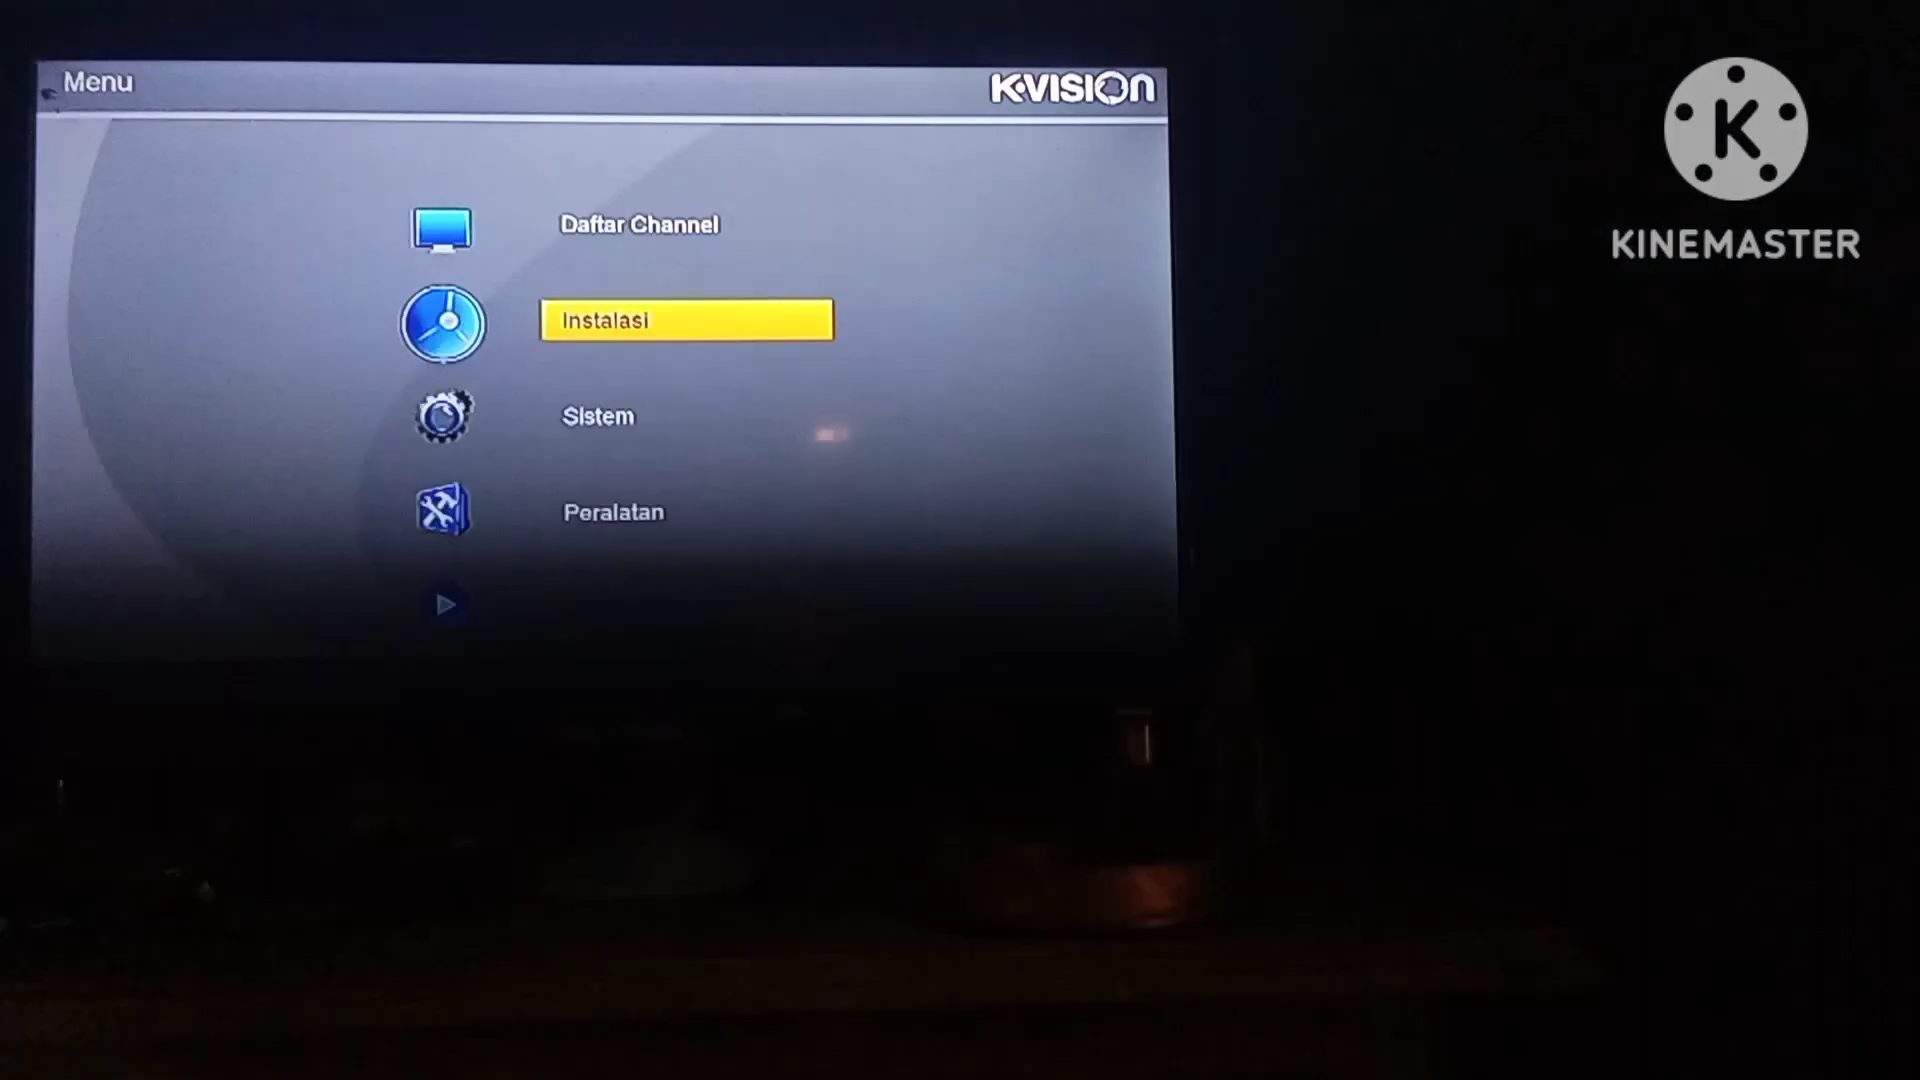 Menu
K-VISION
Daftar Channel
Instalasi
Sistem
Peralatan
K
KINEMASTER